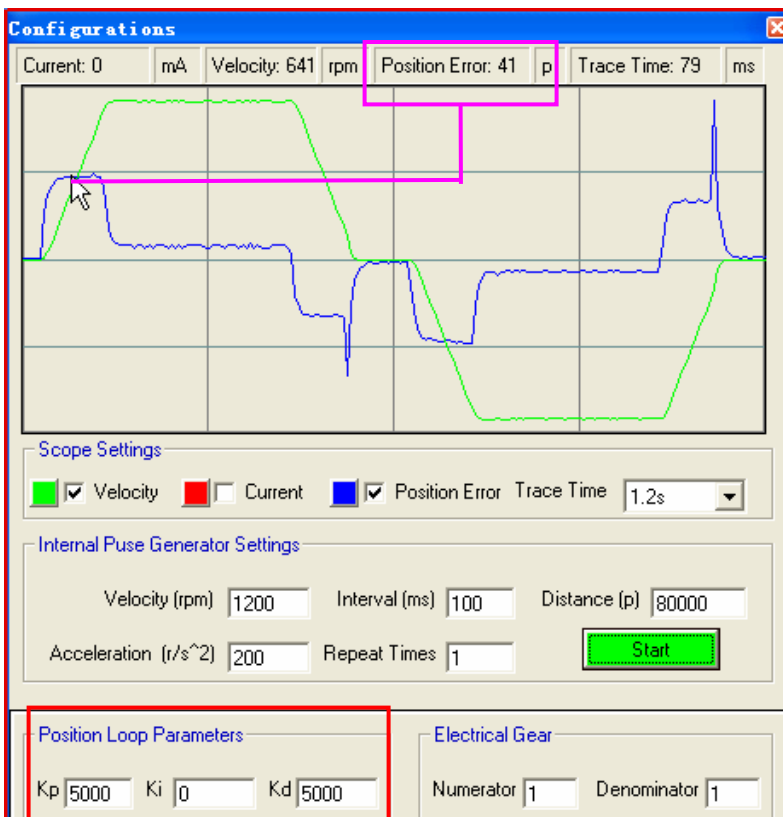 Configurations
Current: 0 mA Velocity: 641 rpm Position Error: 41 p Trace Time: 79 ms
Scope Settings
Velocity Current Position Error Trace Time 1.2s
Internal Puse Generator Settings
Velocity (rpm) 1200 Interval (ms) 100 Distance (p) 80000
Acceleration (r/s^2) 200 Repeat Times 1 Start
Position Loop Parameters Electrical Gear
Kp 5000 Ki 0 Kd 5000 Numerator 1 Denominator 1